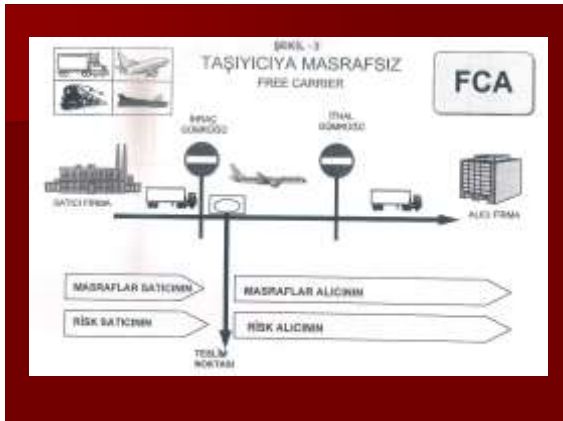 ŞEKİL - 3
TAŞIYICIYA MASRAFSIZ
FREE CARRIER
FCA
İHRAÇ
GÜMRÜĞÜ
İTHAL
GÜMRÜĞÜ
SATICI FİRMA
ALICI FİRMA
MASRAFLAR SATICININ
MASRAFLAR ALICININ
RİSK SATICININ
RİSK ALICININ
TESLİM
NOKTASI